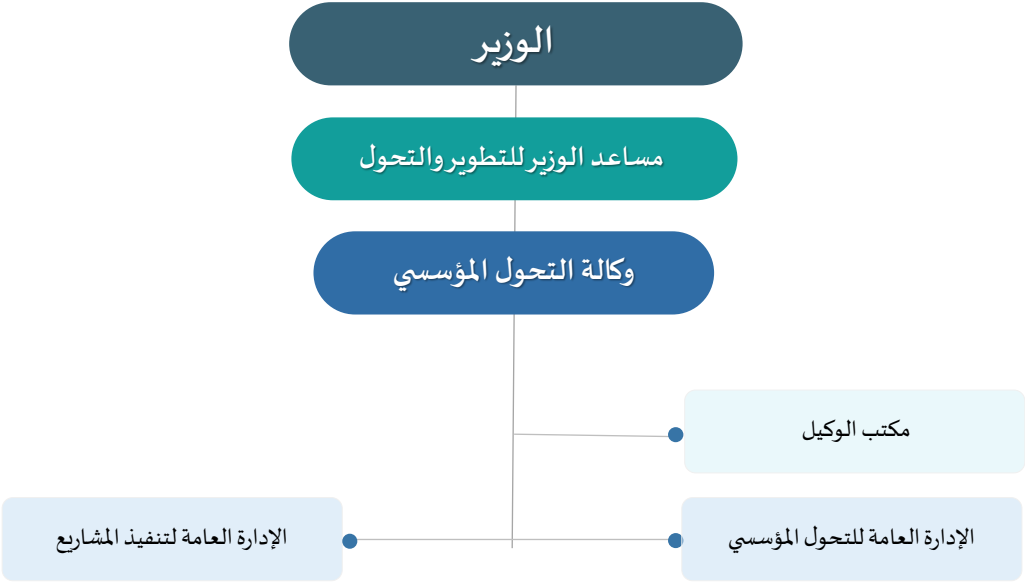 الوزير
مساعد الوزير للتطوير والتحول
وكالة التحول المؤسسي
مكتب الوكيل
الإدارة العامة للتحول المؤسسي
الإدارة العامة لتنفيذ المشاريع